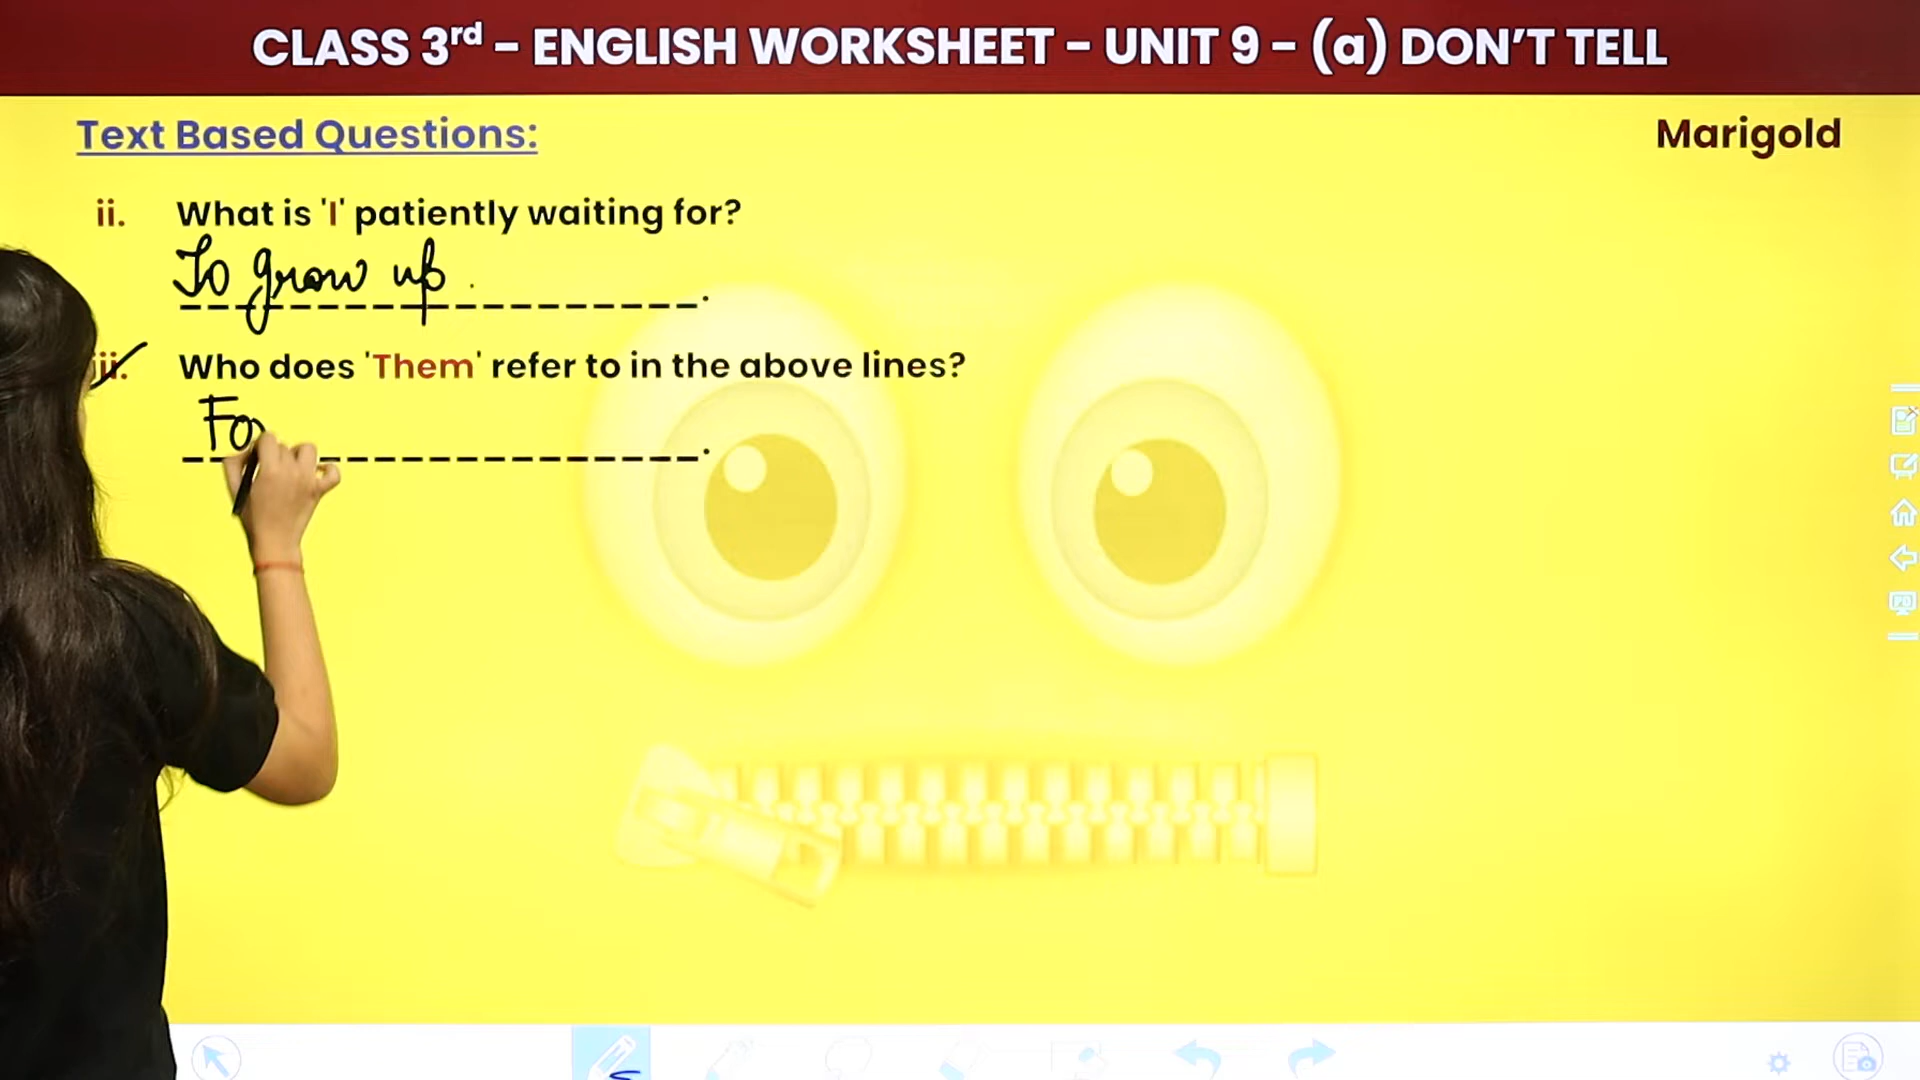 CLASS 3rd - ENGLISH WORKSHEET - UNIT 9 - (a) DON'T TELL
Text Based Questions:
Marigold
ii. What is 'I' patiently waiting for?
To grow up.
iii. Who does 'Them' refer to in the above lines?
Fo